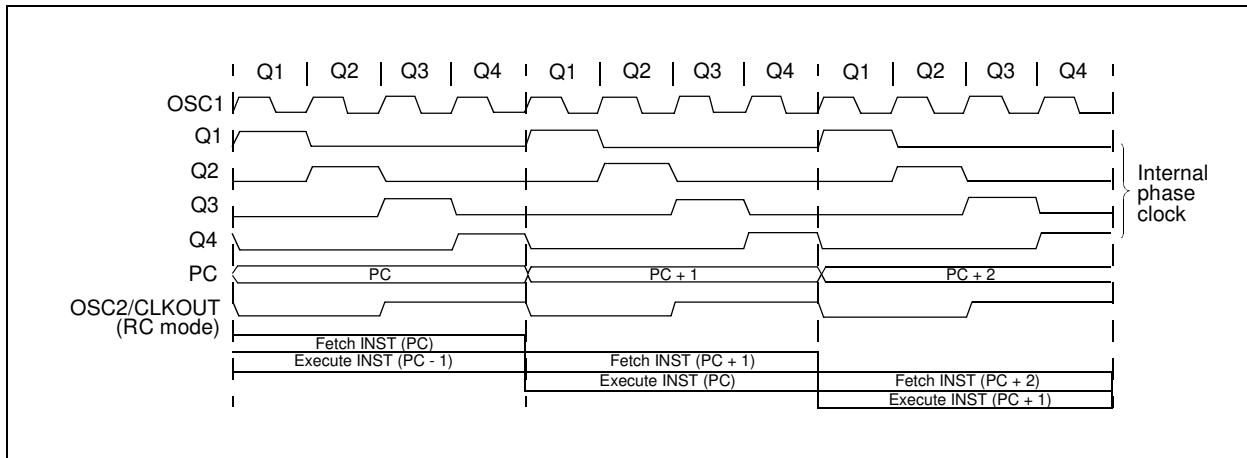 Q1 Q2 Q3 Q4 Q1 Q2 Q3 Q4 Q1 Q2 Q3 Q4
OSC1
Q1
Q2
Q3
Q4
Internal
phase
clock
PC PC PC + 1 PC + 2
OSC2/CLKOUT
(RC mode)
Fetch INST (PC)
Execute INST (PC - 1) Fetch INST (PC + 1)
Execute INST (PC) Fetch INST (PC + 2)
Execute INST (PC + 1)